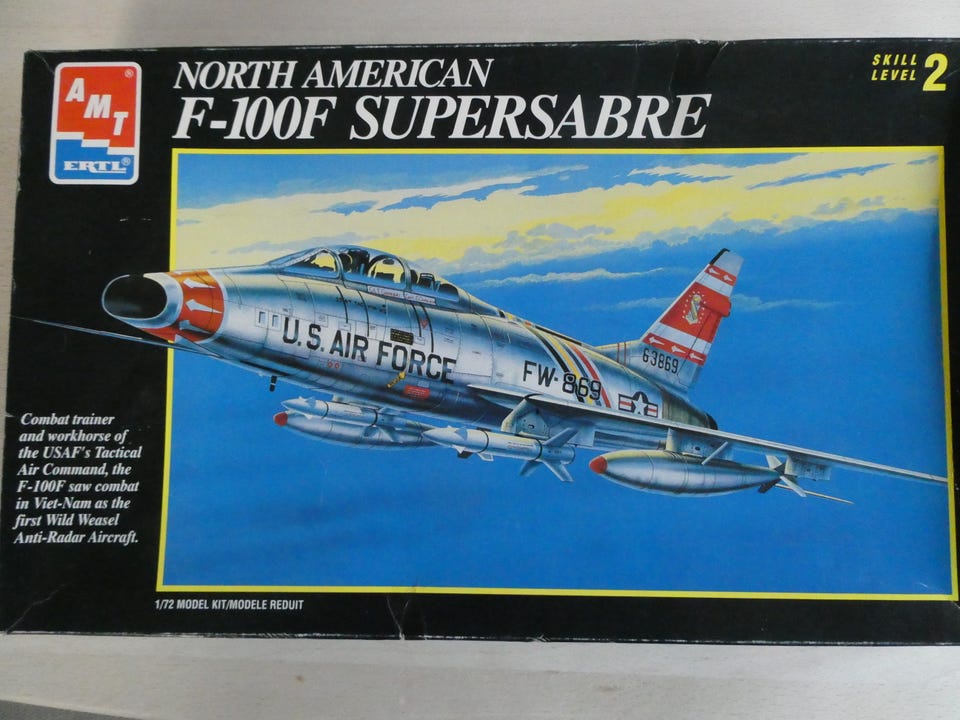 AMT®
ERTL®
NORTH AMERICAN
F-100F SUPERSABRE
SKILL
LEVEL 2
U.S. AIR FORCE
FW-869
63869
Combat trainer
and workhorse of
the USAF's Tactical
Air Command, the
F-100F saw combat
in Viet-Nam as the
first Wild Weasel
Anti-Radar Aircraft.
1/72 MODEL KIT/MODELE REDUIT